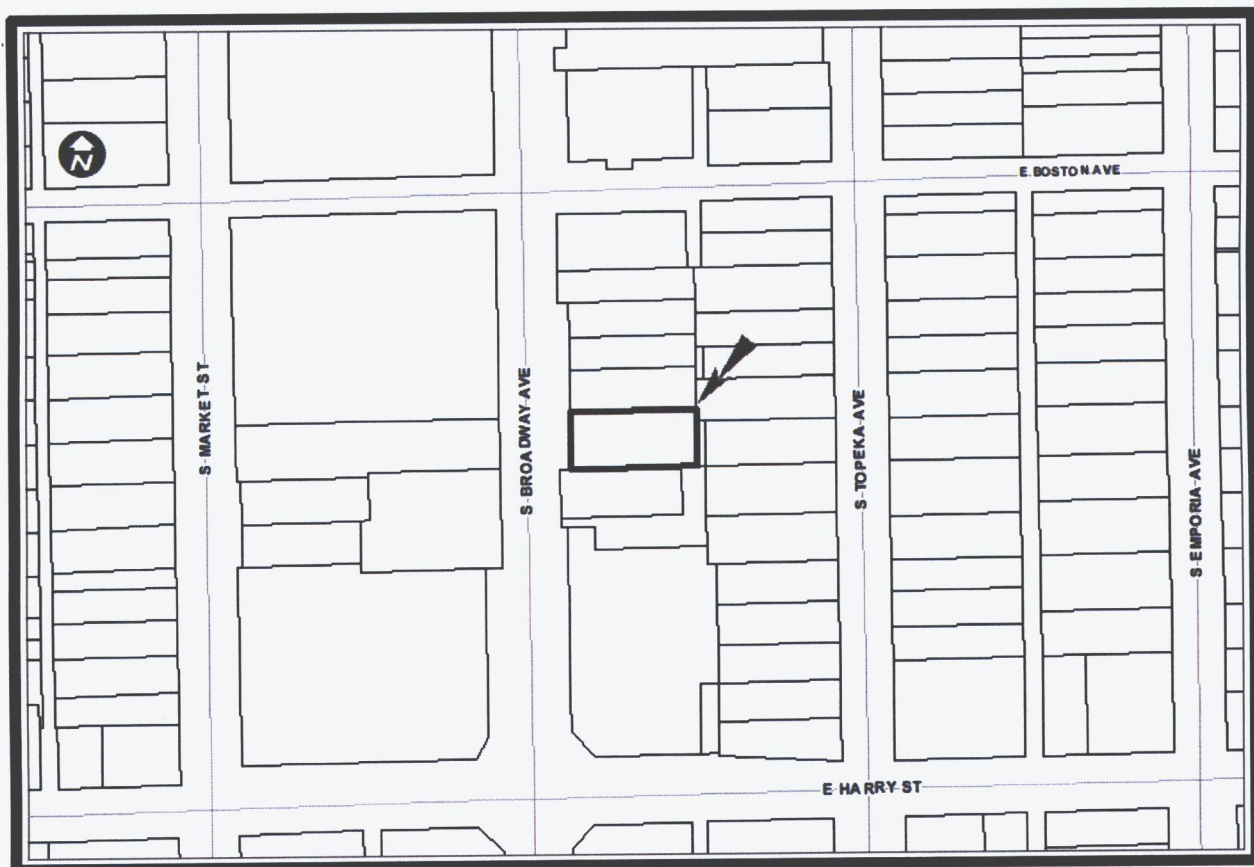 N
E BOSTON AVE
S MARKET ST
S BROADWAY AVE
S TOPEKA AVE
S EMPORIA AVE
E HARRY ST